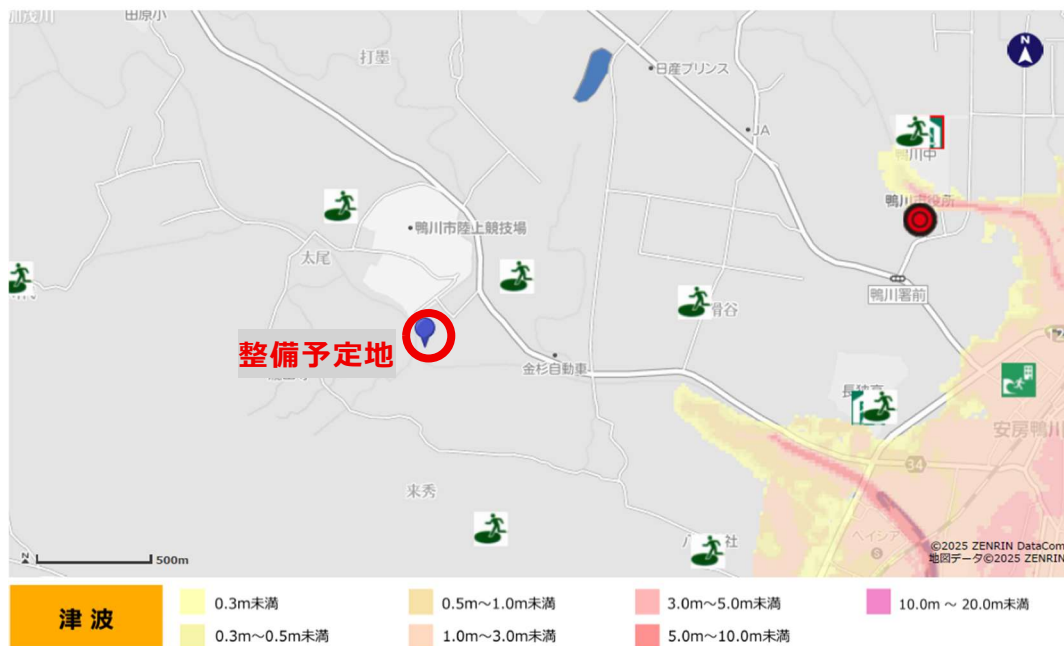 加茂川
田原小
打墨
日産プリンス
N
JA
鴨川中
鴨川市役所
鴨川市陸上競技場
太尾
鴨川署前
滑谷
整備予定地
金杉自動車
長狭高
安房鴨川
34
来秀
ベイシア
S
八
社
N
500m
©2025 ZENRIN DataCom
地図データ©2025 ZENRIN
津波
0.3m未満
0.5m～1.0m未満
3.0m～5.0m未満
10.0m ～ 20.0m未満
0.3m～0.5m未満
1.0m～3.0m未満
5.0m～10.0m未満